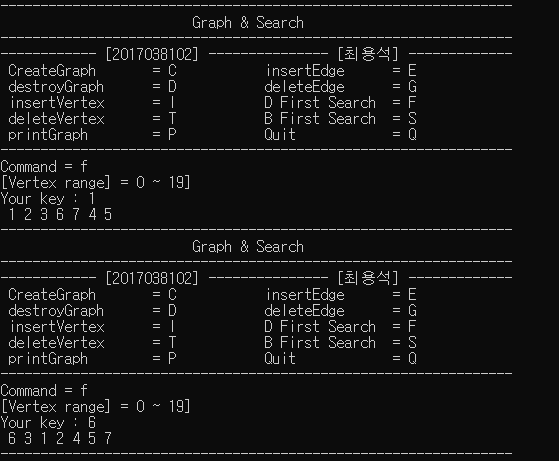 ----------------------------------------------------------------
Graph & Search
----------------------------------------------------------------
------------ [2017038102] --------------- [최용석] -------------
CreateGraph = C insertEdge = E
destroyGraph = D deleteEdge = G
insertVertex = I D First Search = F
deleteVertex = T B First Search = S
printGraph = P Quit = Q
----------------------------------------------------------------
Command = f
[Vertex range] = 0 ~ 19]
Your key : 1
1 2 3 6 7 4 5
----------------------------------------------------------------
Graph & Search
----------------------------------------------------------------
------------ [2017038102] --------------- [최용석] -------------
CreateGraph = C insertEdge = E
destroyGraph = D deleteEdge = G
insertVertex = I D First Search = F
deleteVertex = T B First Search = S
printGraph = P Quit = Q
----------------------------------------------------------------
Command = f
[Vertex range] = 0 ~ 19]
Your key : 6
6 3 1 2 4 5 7
----------------------------------------------------------------